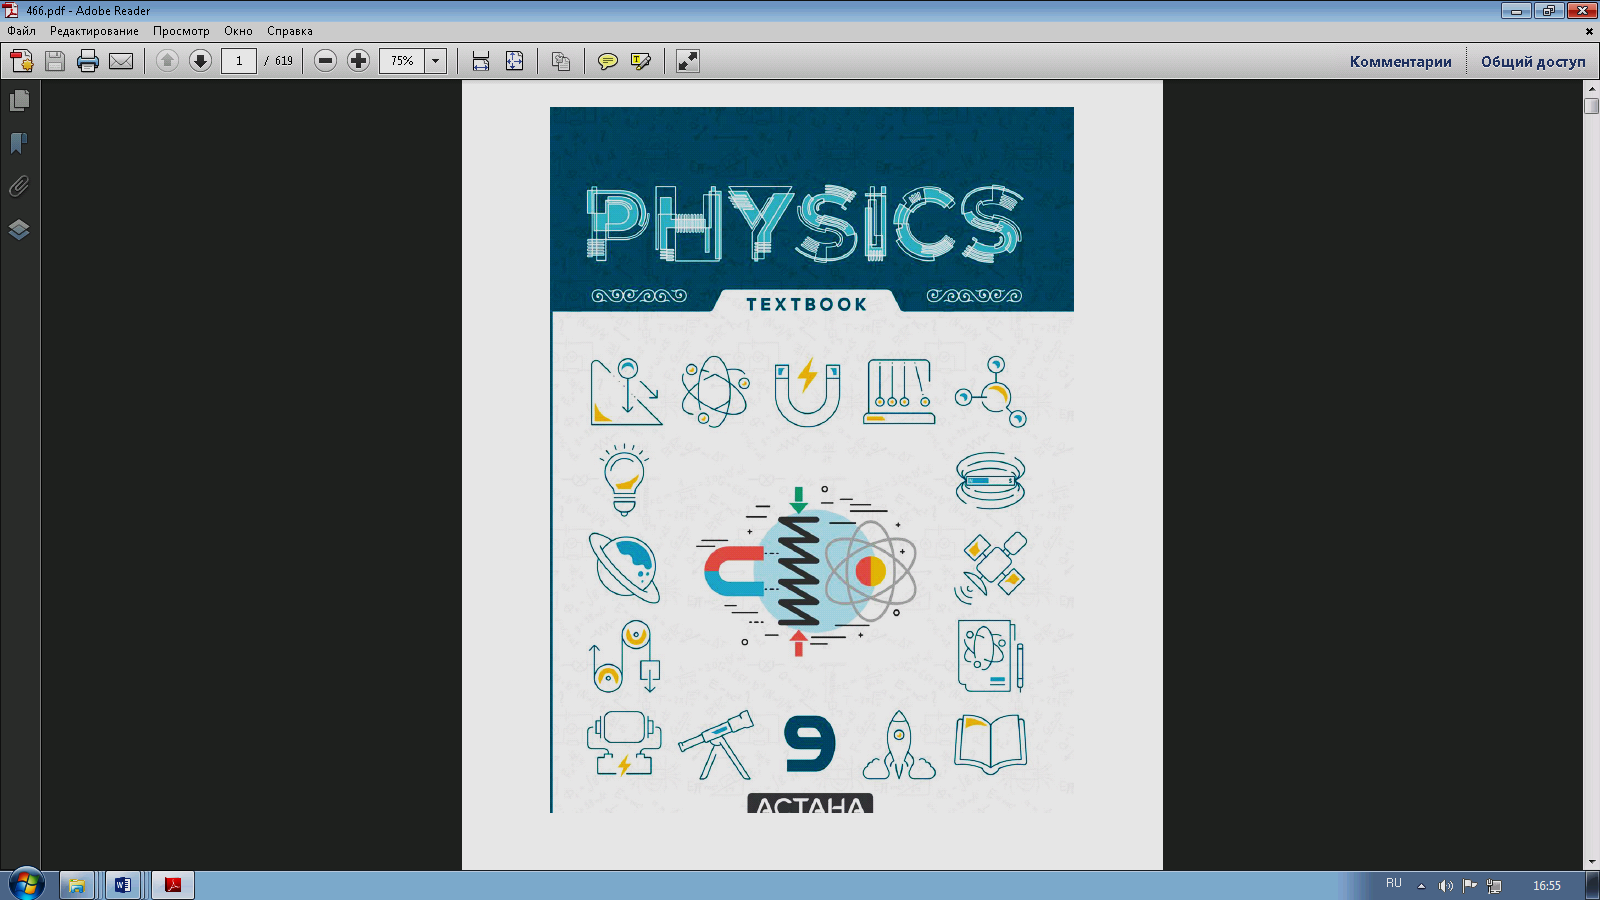 466.pdf - Adobe Reader
Файл Редактирование Просмотр Окно Справка
1 / 619 75% Комментарии Общий доступ
PHYSICS
TEXTBOOK
9
АСТАНА
RU 16:55